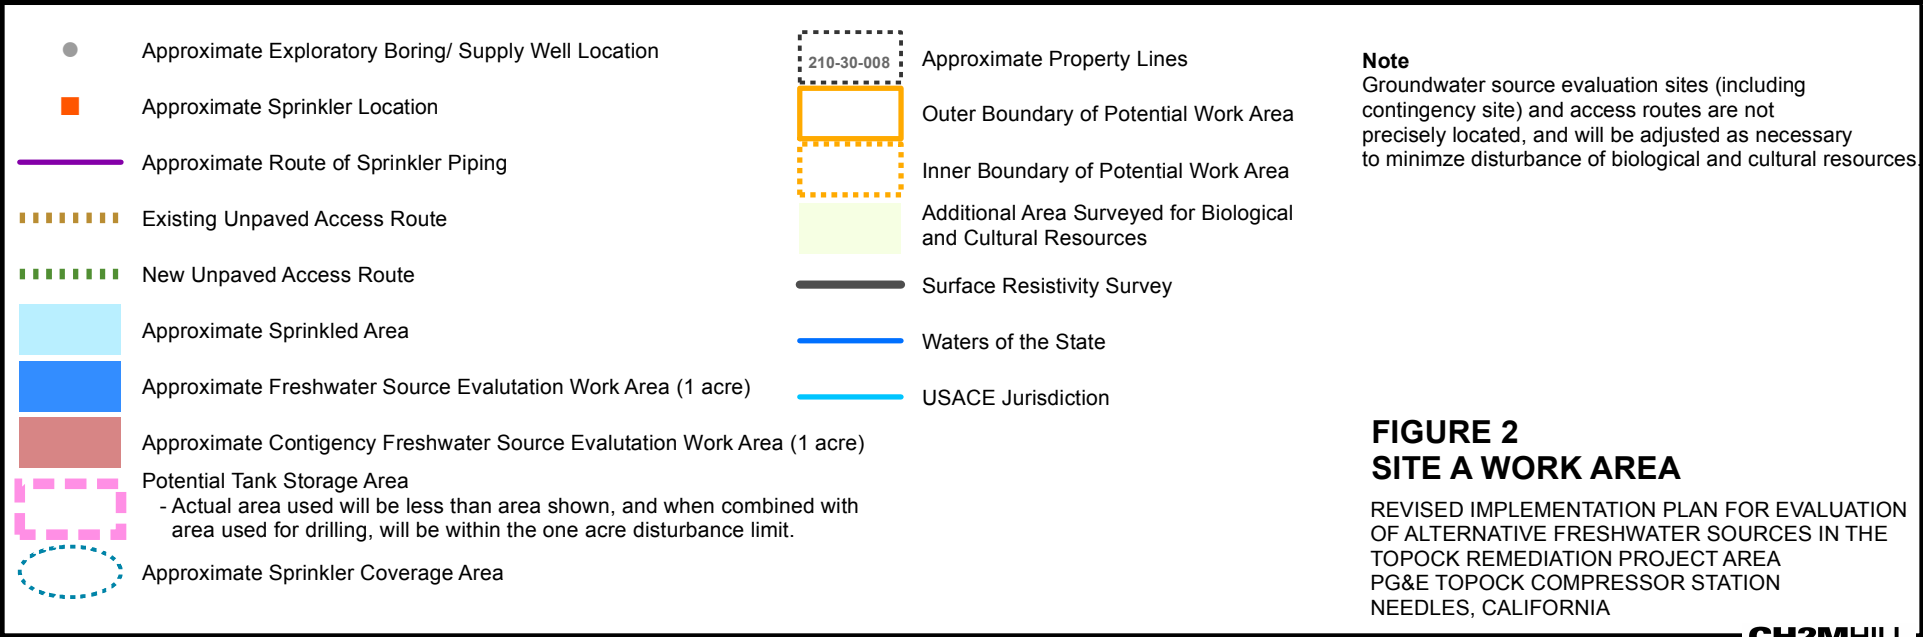 Approximate Exploratory Boring/ Supply Well Location
Approximate Sprinkler Location
Approximate Route of Sprinkler Piping
Existing Unpaved Access Route
New Unpaved Access Route
Approximate Sprinkled Area
Approximate Freshwater Source Evalutation Work Area (1 acre)
Approximate Contigency Freshwater Source Evalutation Work Area (1 acre)
Potential Tank Storage Area
- Actual area used will be less than area shown, and when combined with
area used for drilling, will be within the one acre disturbance limit.
Approximate Sprinkler Coverage Area
210-30-008
Approximate Property Lines
Outer Boundary of Potential Work Area
Inner Boundary of Potential Work Area
Additional Area Surveyed for Biological
and Cultural Resources
Surface Resistivity Survey
Waters of the State
USACE Jurisdiction
Note
Groundwater source evaluation sites (including
contingency site) and access routes are not
precisely located, and will be adjusted as necessary
to minimze disturbance of biological and cultural resources.
FIGURE 2
SITE A WORK AREA
REVISED IMPLEMENTATION PLAN FOR EVALUATION
OF ALTERNATIVE FRESHWATER SOURCES IN THE
TOPOCK REMEDIATION PROJECT AREA
PG&E TOPOCK COMPRESSOR STATION
NEEDLES, CALIFORNIA
CH2MHILL